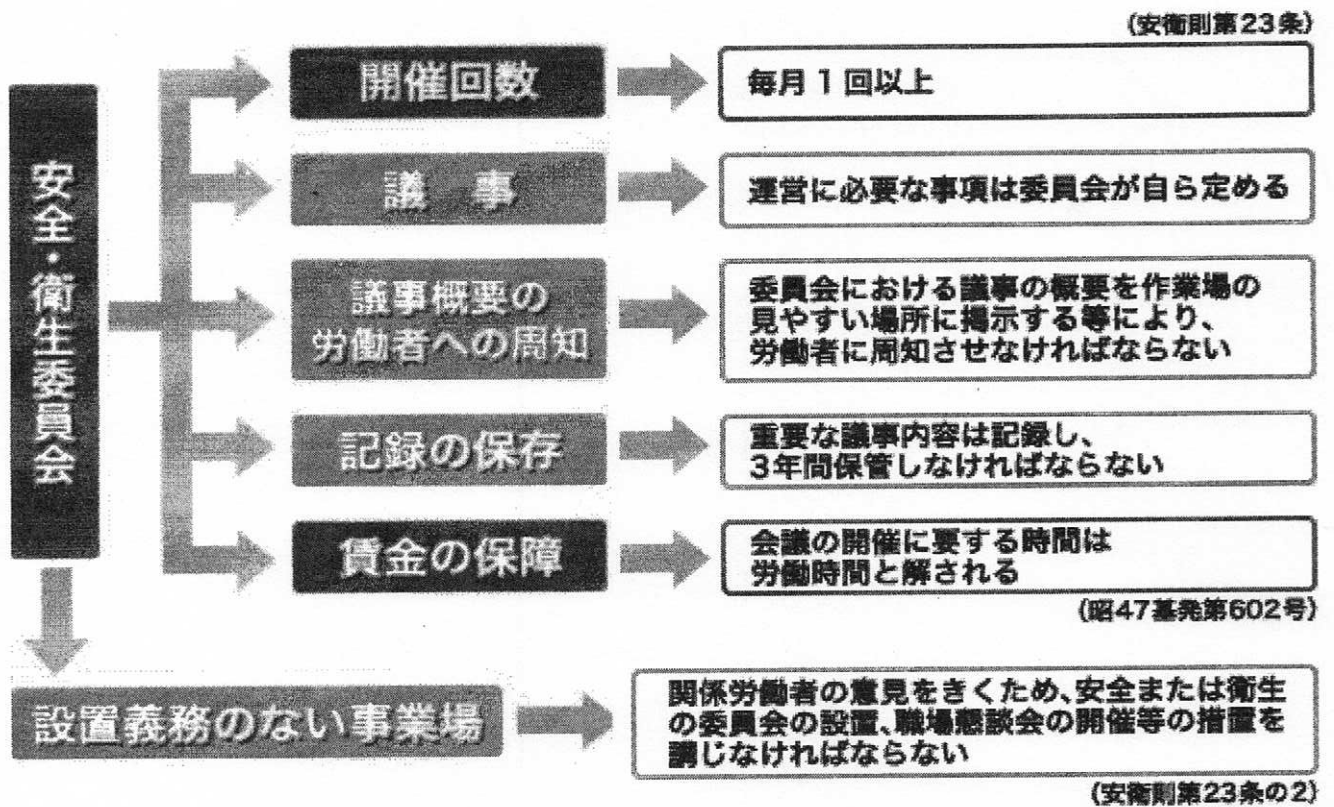 (安衛則第23条)
安全・衛生委員会
開催回数
毎月1回以上
議 事
運営に必要な事項は委員会が自ら定める
議事概要の
労働者への周知
委員会における議事の概要を作業場の
見やすい場所に掲示する等により、
労働者に周知させなければならない
記録の保存
重要な議事内容は記録し、
3年間保管しなければならない
賃金の保障
会議の開催に要する時間は
労働時間と解される
(昭47基発第602号)
設置義務のない事業場
関係労働者の意見をきくため、安全または衛生
の委員会の設置、職場懇談会の開催等の措置を
講じなければならない
(安衛則第23条の2)